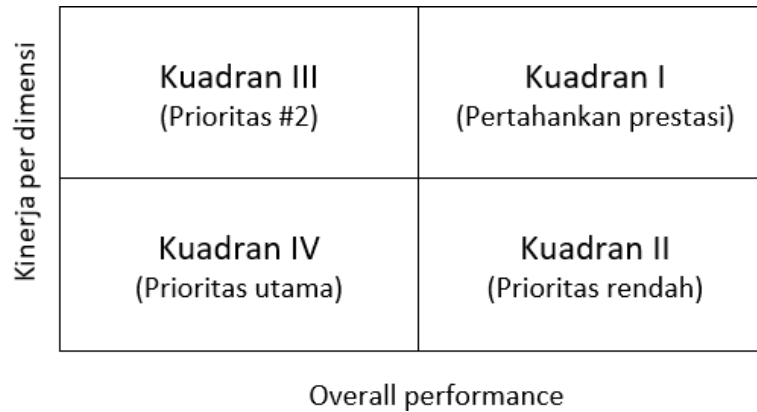 Kinerja per dimensi
Kuadran III
(Prioritas #2)
Kuadran I
(Pertahankan prestasi)
Kuadran IV
(Prioritas utama)
Kuadran II
(Prioritas rendah)
Overall performance